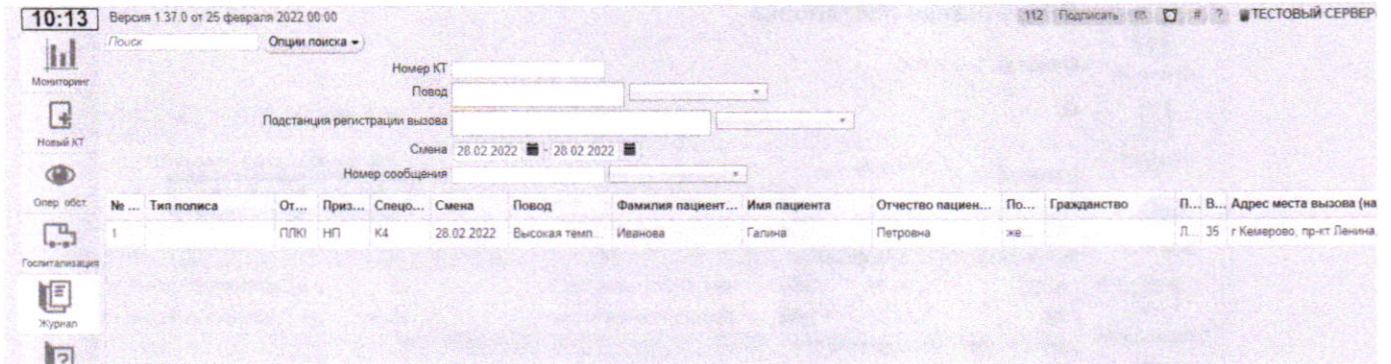 10:13 Версия 1.37.0 от 25 февраля 2022 00:00 112 Подписать # ? ТЕСТОВЫЙ СЕРВЕР
Поиск Опции поиска
Мониторинг
Номер КТ
Повод
Новый КТ
Подстанция регистрации вызова
Смена 28.02.2022 - 28.02.2022
Номер сообщения
Опер. обст.
№ ... Тип полиса От... Приз... Спецо... Смена Повод Фамилия пациент... Имя пациента Отчество пациен... По... Гражданство П... В... Адрес места вызова (на
1 ПЛКІ НП К4 28.02.2022 Высокая темп... Иванова Галина Петровна же... Л... 35 г Кемерово, пр-кт Ленина,
Госпитализация
Журнал